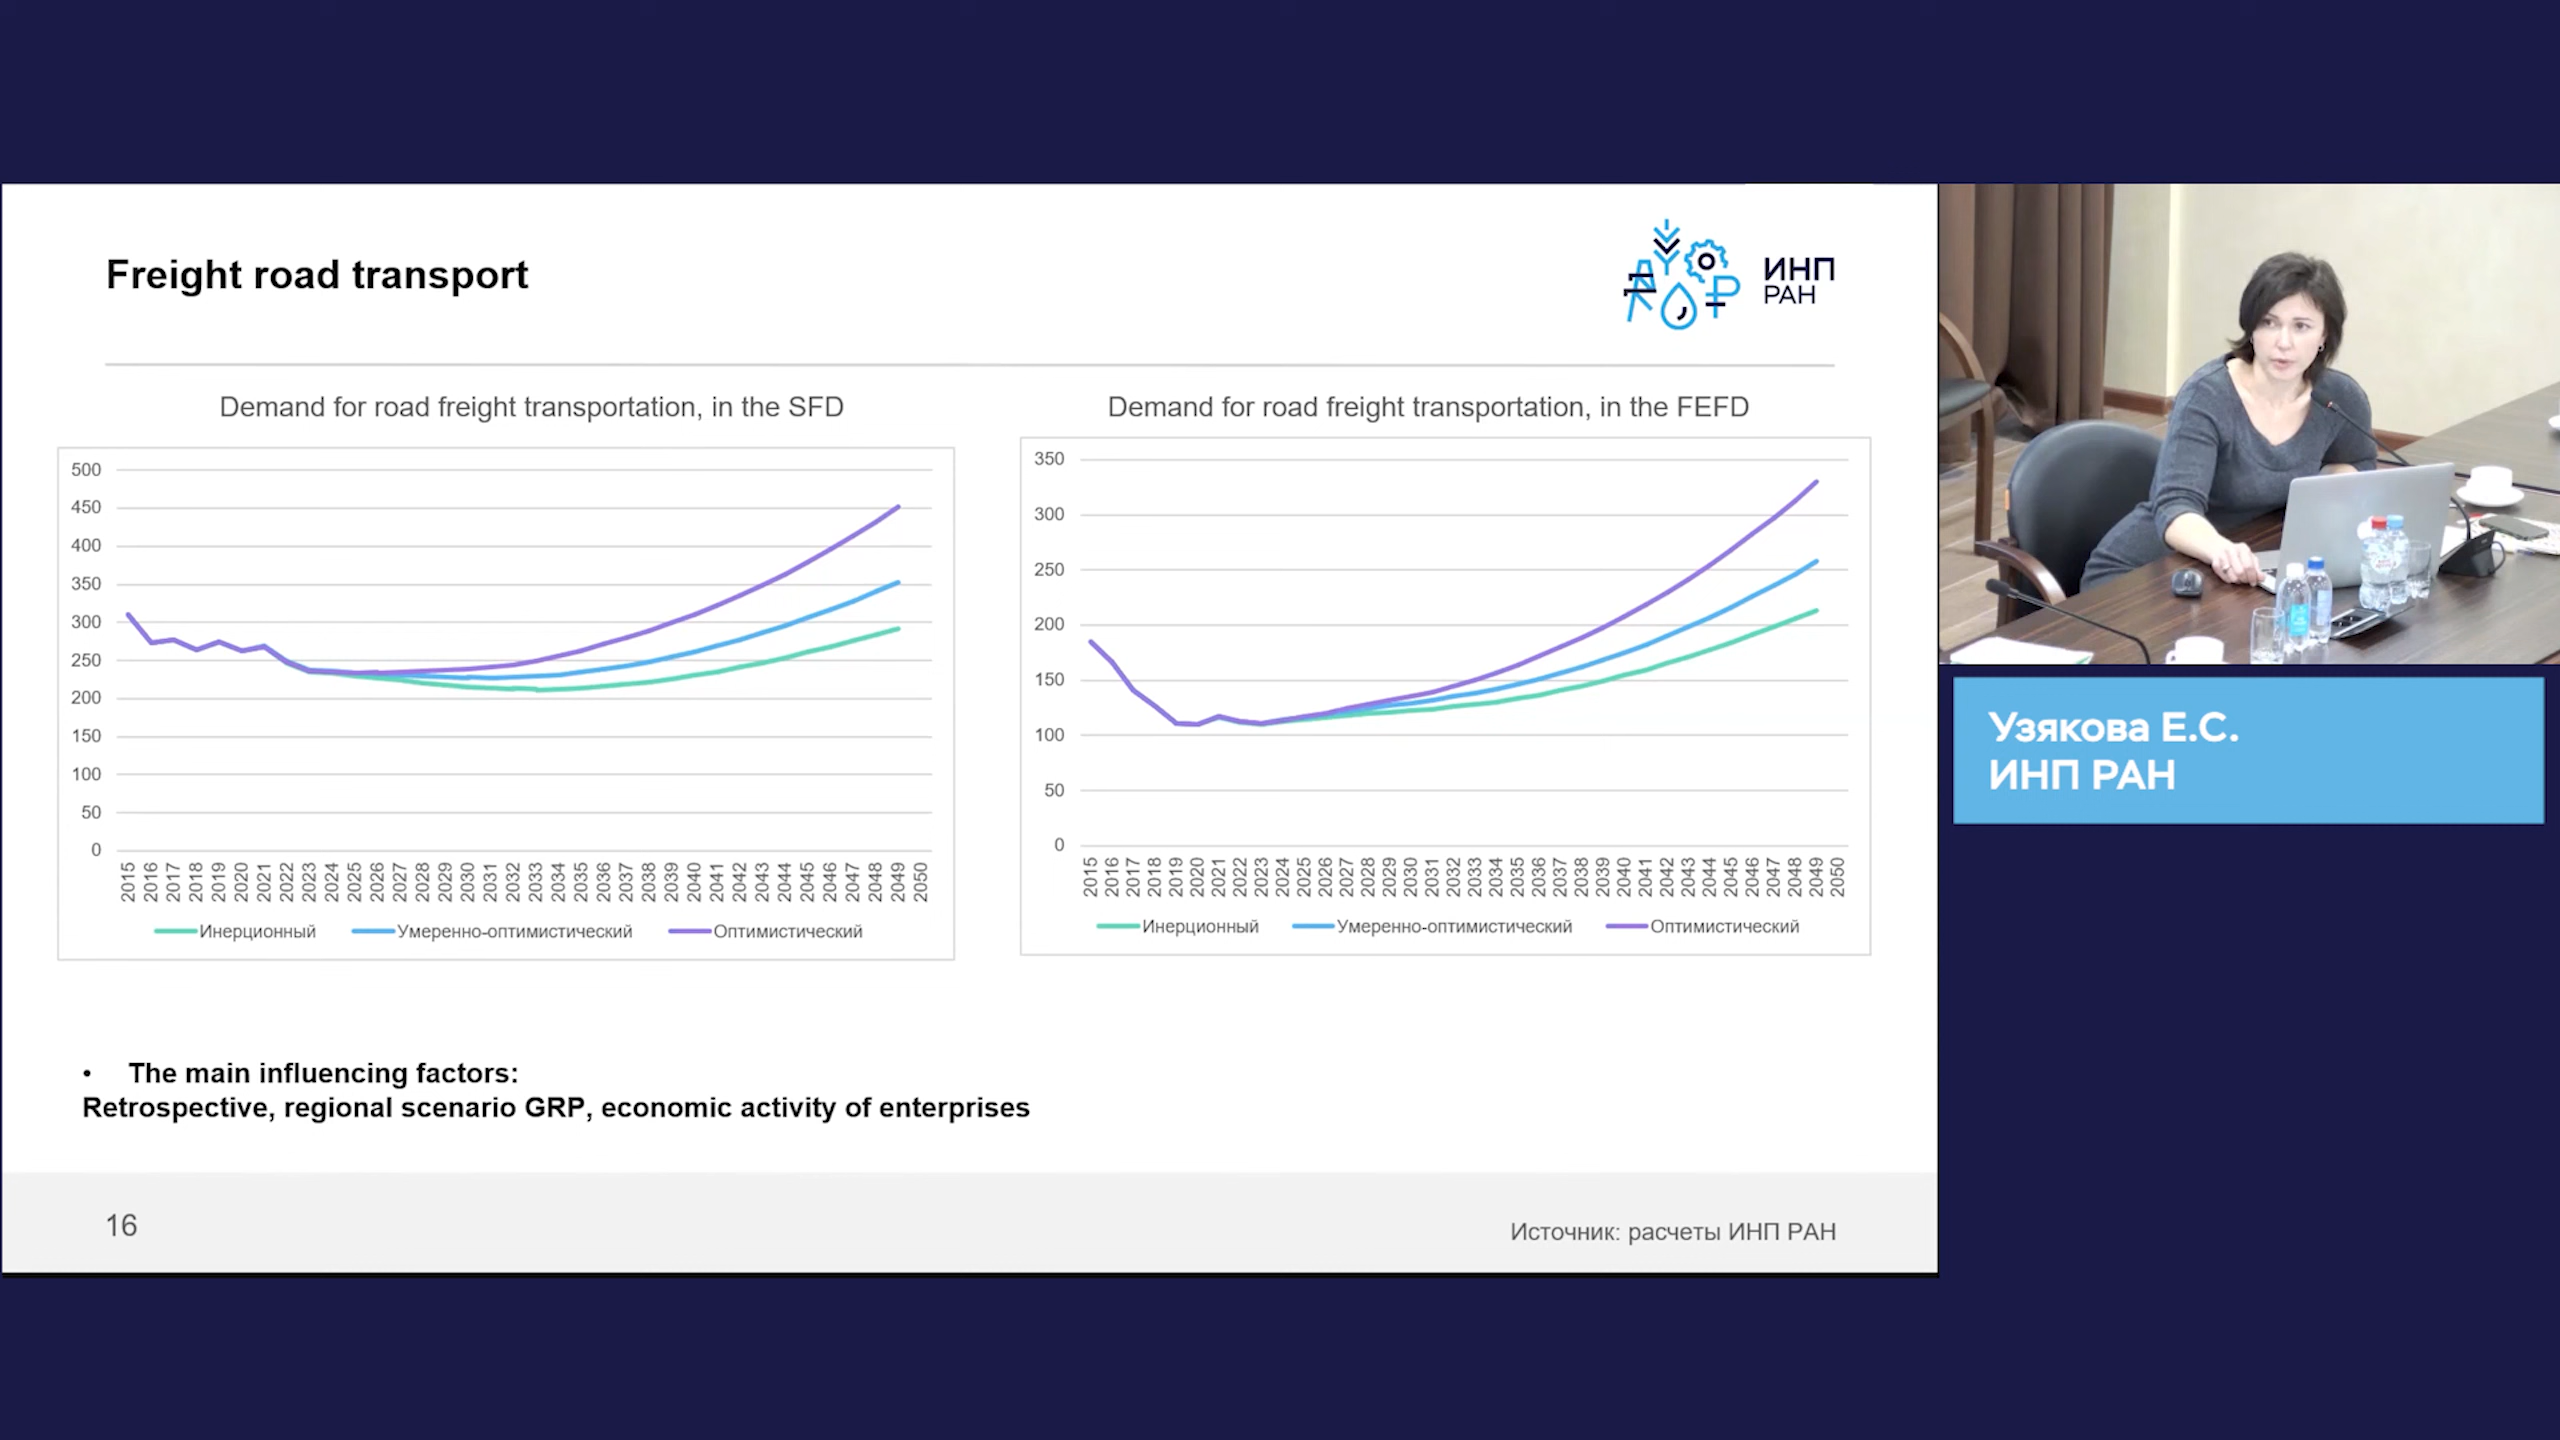 Freight road transport
ИНП
РАН
Demand for road freight transportation, in the SFD
500
450
400
350
300
250
200
150
100
50
0
2015 2016 2017 2018 2019 2020 2021 2022 2023 2024 2025 2026 2027 2028 2029 2030 2031 2032 2033 2034 2035 2036 2037 2038 2039 2040 2041 2042 2043 2044 2045 2046 2047 2048 2049 2050
Инерционный Умеренно-оптимистический Оптимистический
Demand for road freight transportation, in the FEFD
350
300
250
200
150
100
50
0
2015 2016 2017 2018 2019 2020 2021 2022 2023 2024 2025 2026 2027 2028 2029 2030 2031 2032 2033 2034 2035 2036 2037 2038 2039 2040 2041 2042 2043 2044 2045 2046 2047 2048 2049 2050
Инерционный Умеренно-оптимистический Оптимистический
• The main influencing factors:
Retrospective, regional scenario GRP, economic activity of enterprises
16
Источник: расчеты ИНП РАН
Узякова Е.С.
ИНП РАН